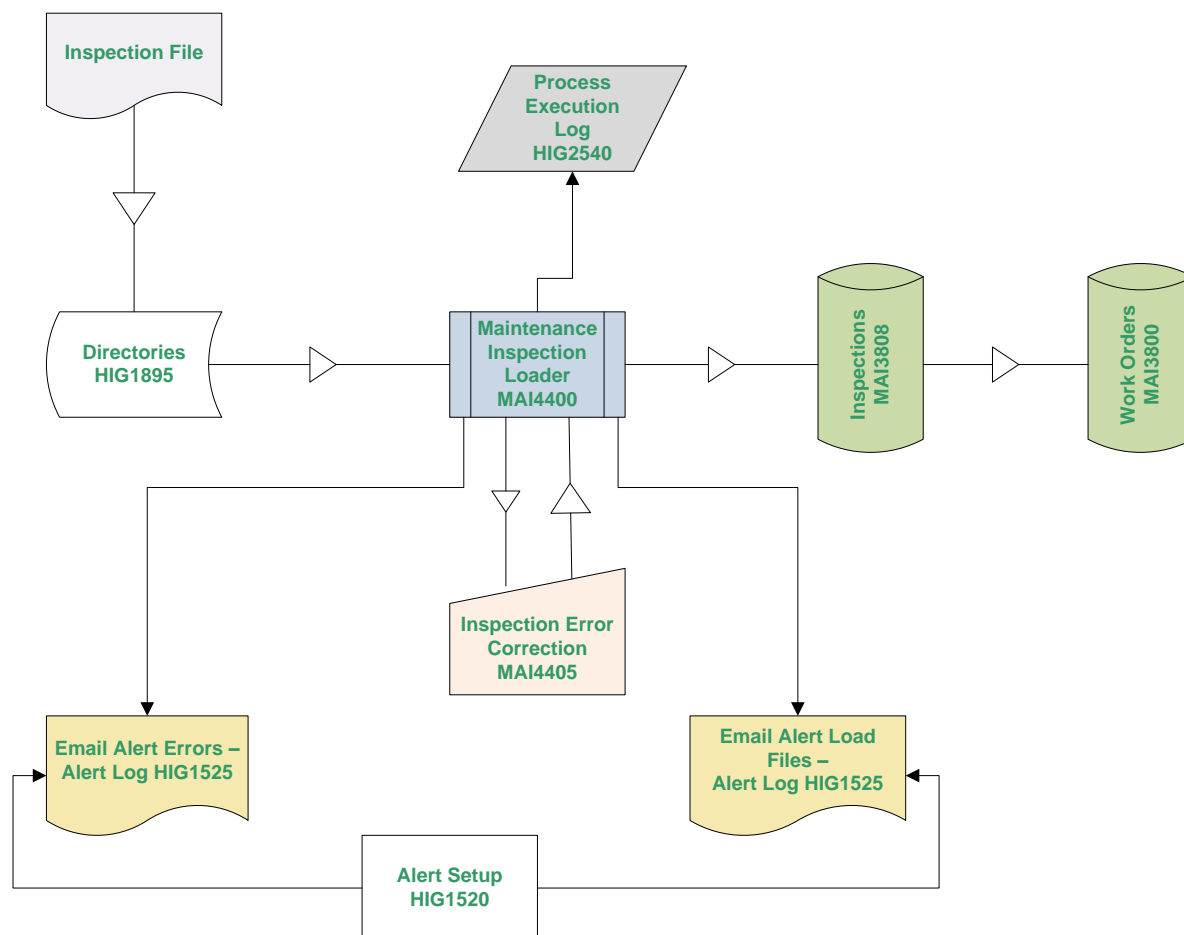 Inspection File
Process
Execution
Log
HIG2540
Directories
HIG1895
Maintenance
Inspection
Loader
MAI4400
Inspections
MAI3808
Work Orders
MAI3800
Inspection Error
Correction
MAI4405
Email Alert Errors –
Alert Log HIG1525
Email Alert Load
Files –
Alert Log HIG1525
Alert Setup
HIG1520